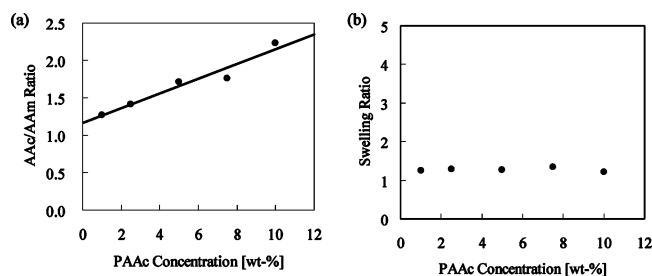 (a)
AAc/AAm Ratio
2.5
2.0
1.5
1.0
0.5
0.0
0 2 4 6 8 10 12
PAAc Concentration [wt-%]
(b)
Swelling Ratio
5
4
3
2
1
0
0 2 4 6 8 10 12
PAAc Concentration [wt-%]